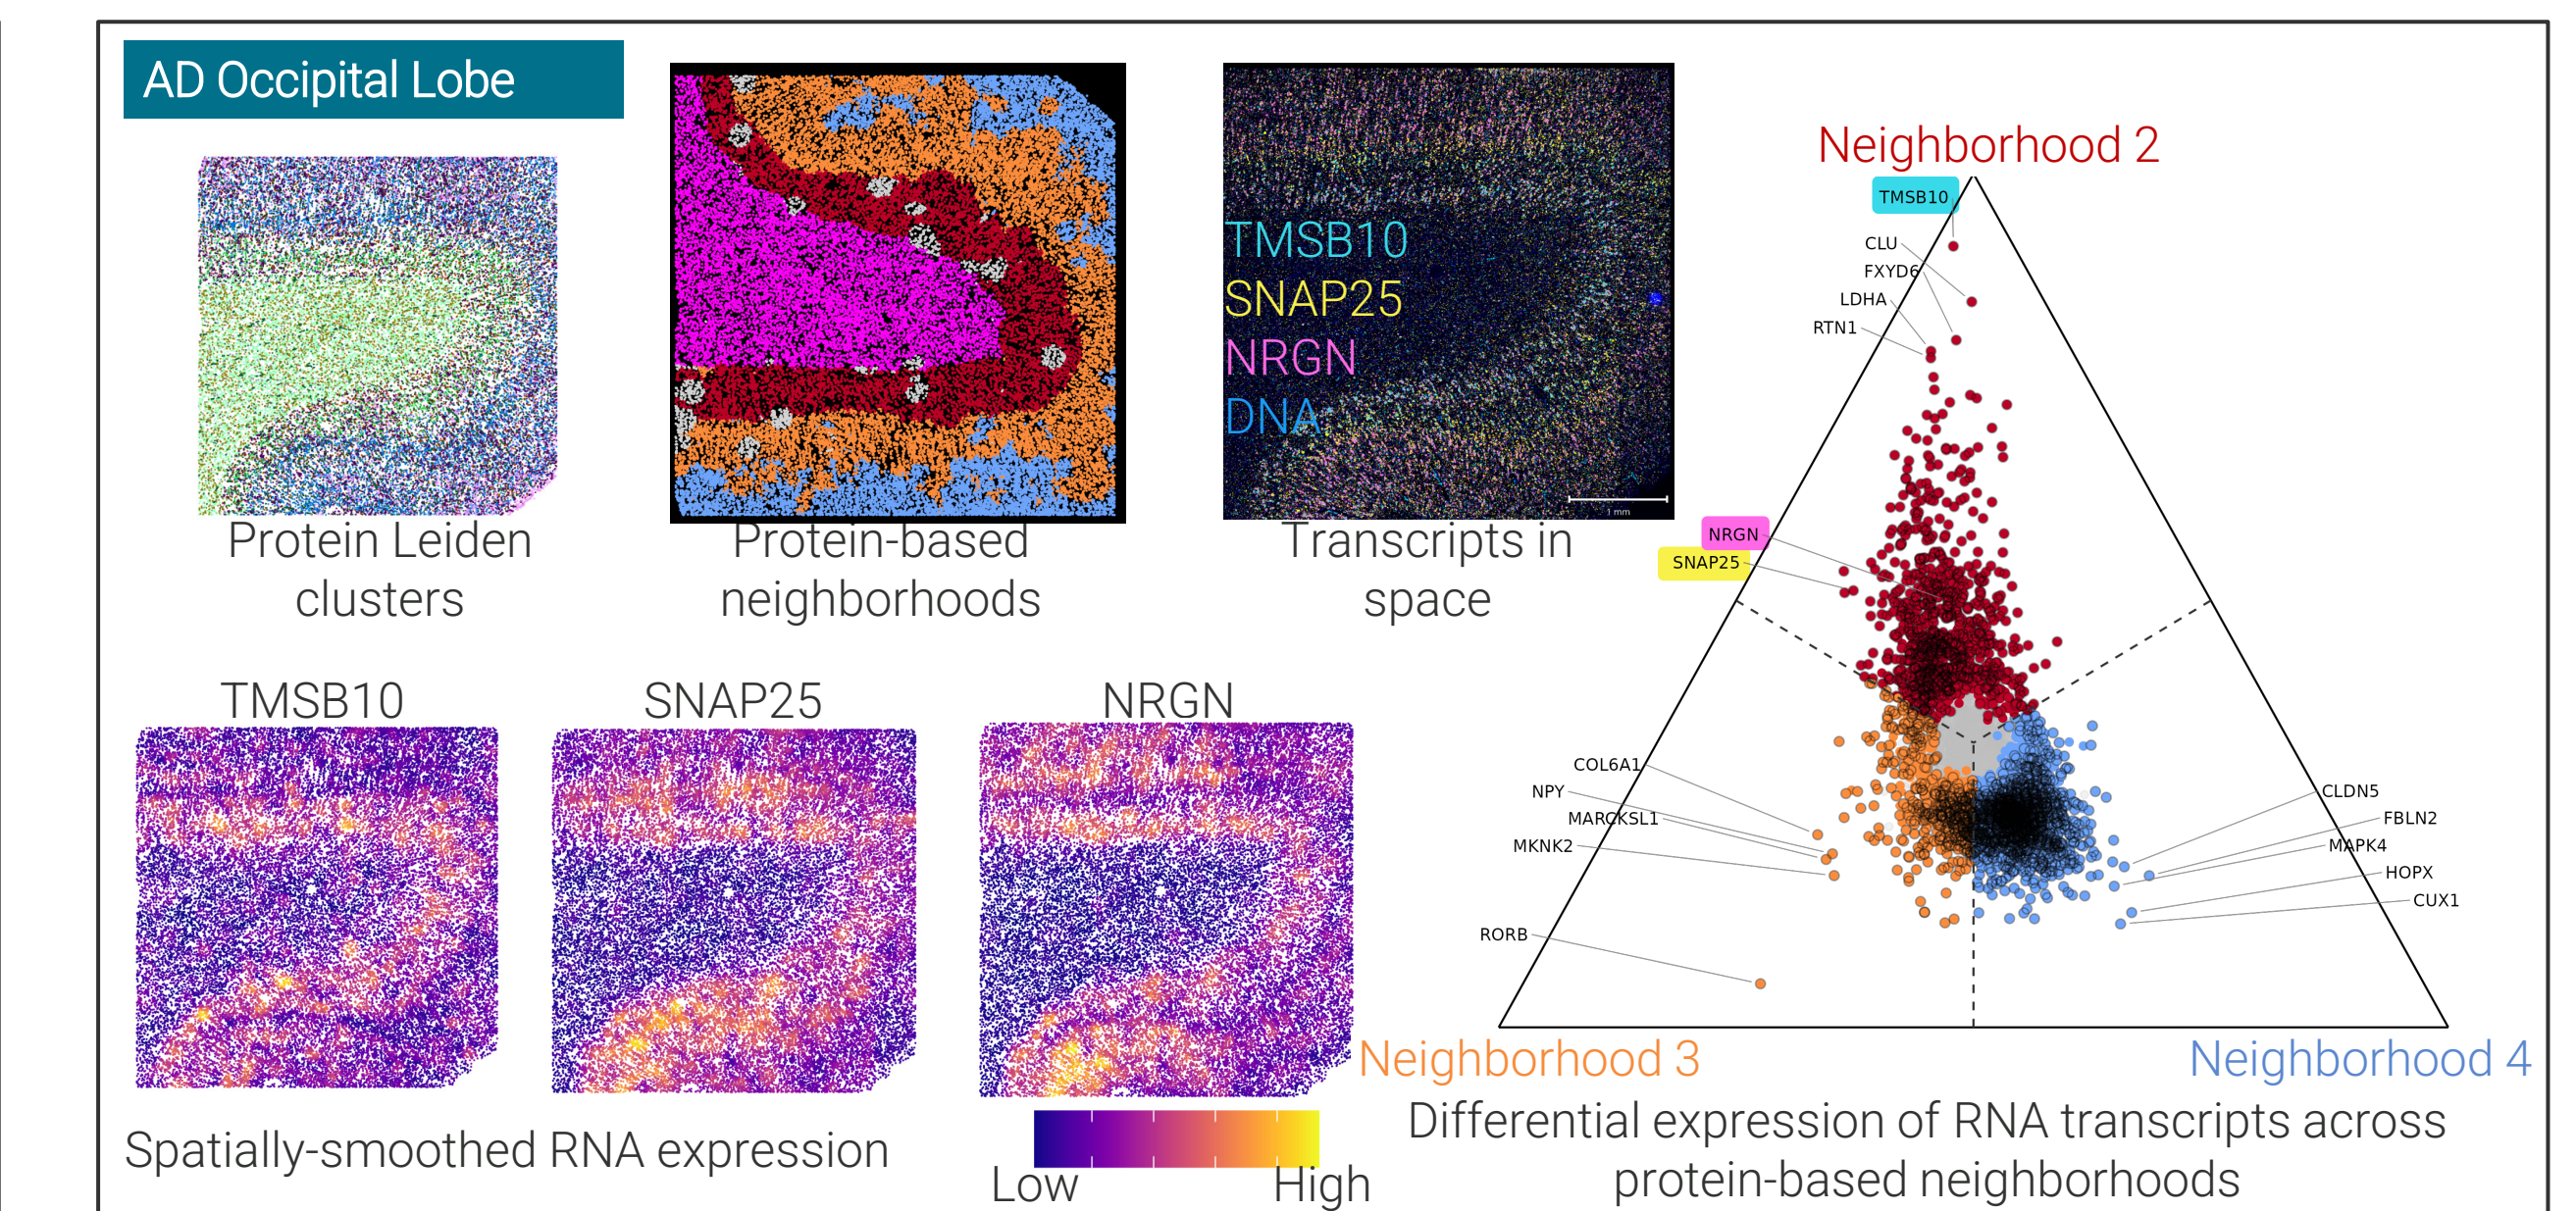 AD Occipital Lobe
Protein Leiden
clusters
Protein-based
neighborhoods
TMSB10
SNAP25
NRGN
DNA
1 mm
Transcripts in
space
TMSB10
SNAP25
NRGN
Spatially-smoothed RNA expression
Low
High
Neighborhood 2
TMSB10
CLU
FXYD6
LDHA
RTN1
NRGN
SNAP25
COL6A1
NPY
MARCKSL1
MKNK2
RORB
CLDN5
FBLN2
MAPK4
HOPX
CUX1
Neighborhood 3
Neighborhood 4
Differential expression of RNA transcripts across
protein-based neighborhoods